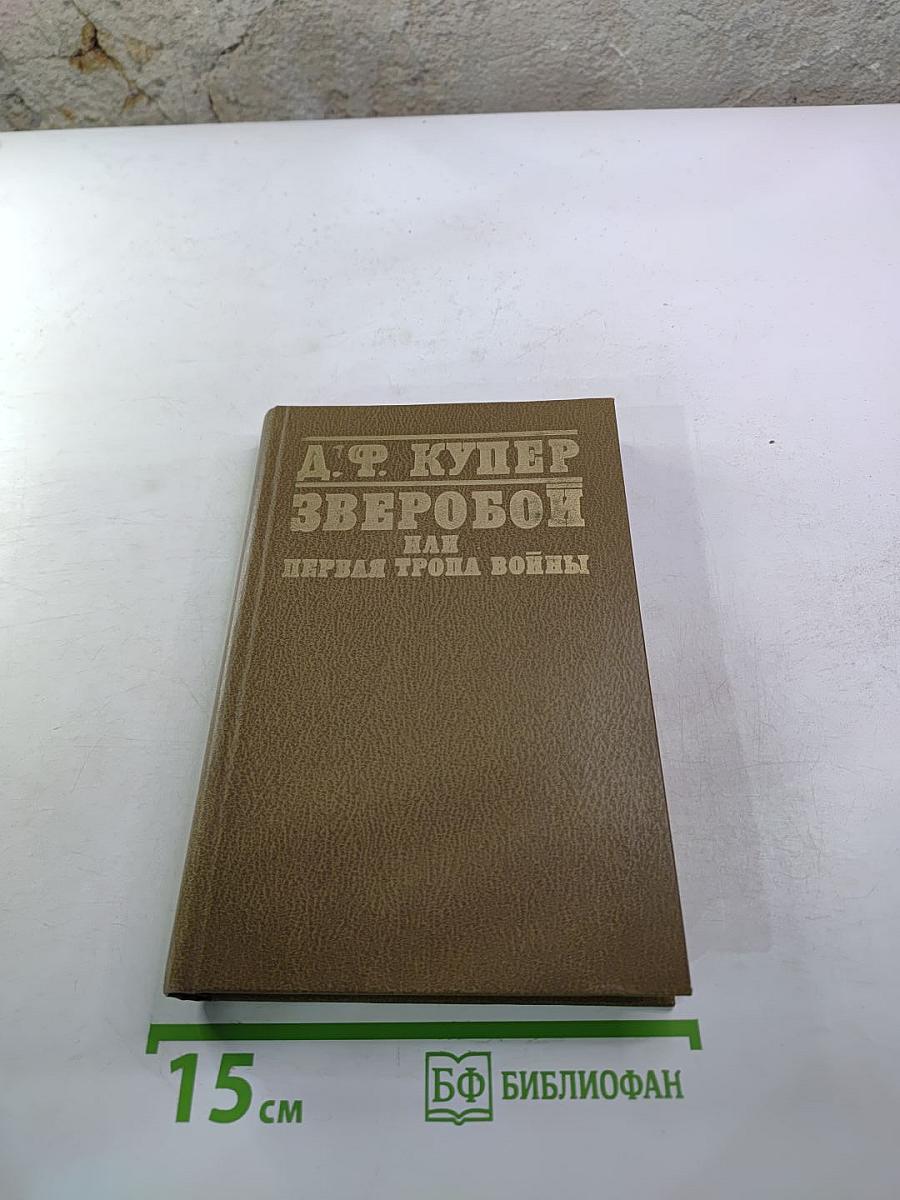 Д. Ф. КУПЕР
ЗВЕРОБОЙ
ИЛИ
ПЕРВАЯ ТРОПА ВОЙНЫ
15 см
БФ БИБЛИОФАН